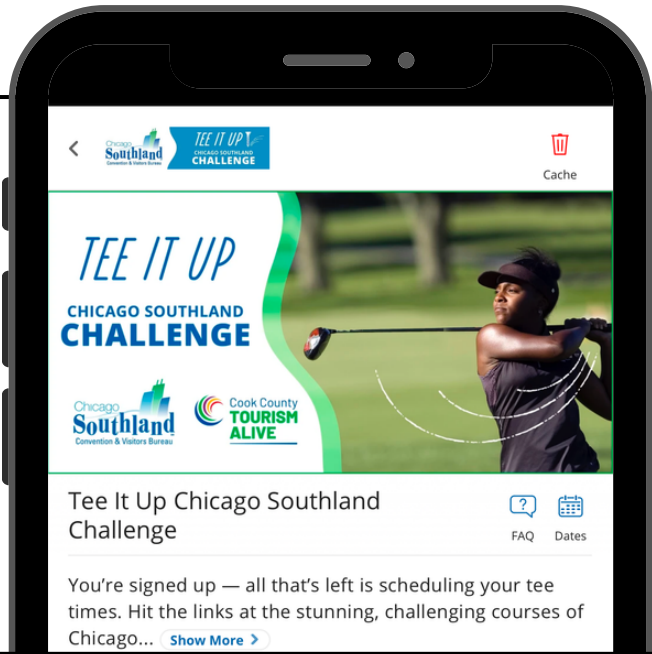 Chicago
Southland
Convention & Visitors Bureau
TEE IT UP
CHICAGO SOUTHLAND
CHALLENGE
Cache
TEE IT UP
CHICAGO SOUTHLAND
CHALLENGE
Chicago
Southland
Convention & Visitors Bureau
Cook County
TOURISM
ALIVE
Tee It Up Chicago Southland
Challenge
FAQ
Dates
You’re signed up — all that’s left is scheduling your tee
times. Hit the links at the stunning, challenging courses of
Chicago... Show More